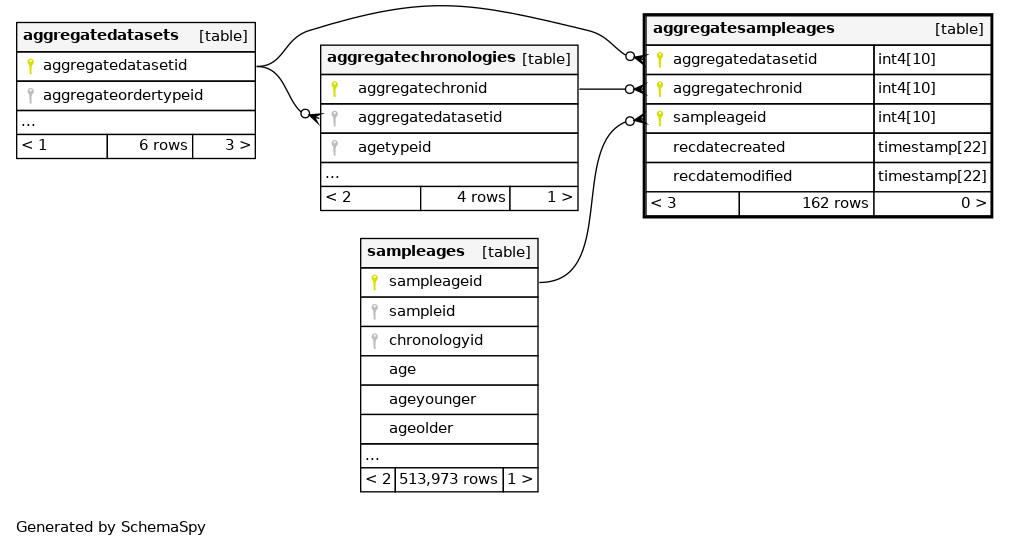 aggregatedatasets [table]
aggregatedatasetid
aggregateordertypeid
...
< 1 6 rows 3 >
aggregatechronologies [table]
aggregatechronid
aggregatedatasetid
agetypeid
...
< 2 4 rows 1 >
aggregatesampleages [table]
aggregatedatasetid int4[10]
aggregatechronid int4[10]
sampleageid int4[10]
recdatecreated timestamp[22]
recdatemodified timestamp[22]
< 3 162 rows 0 >
sampleages [table]
sampleageid
sampleid
chronologyid
age
ageyounger
ageolder
...
< 2 513,973 rows 1 >
Generated by SchemaSpy